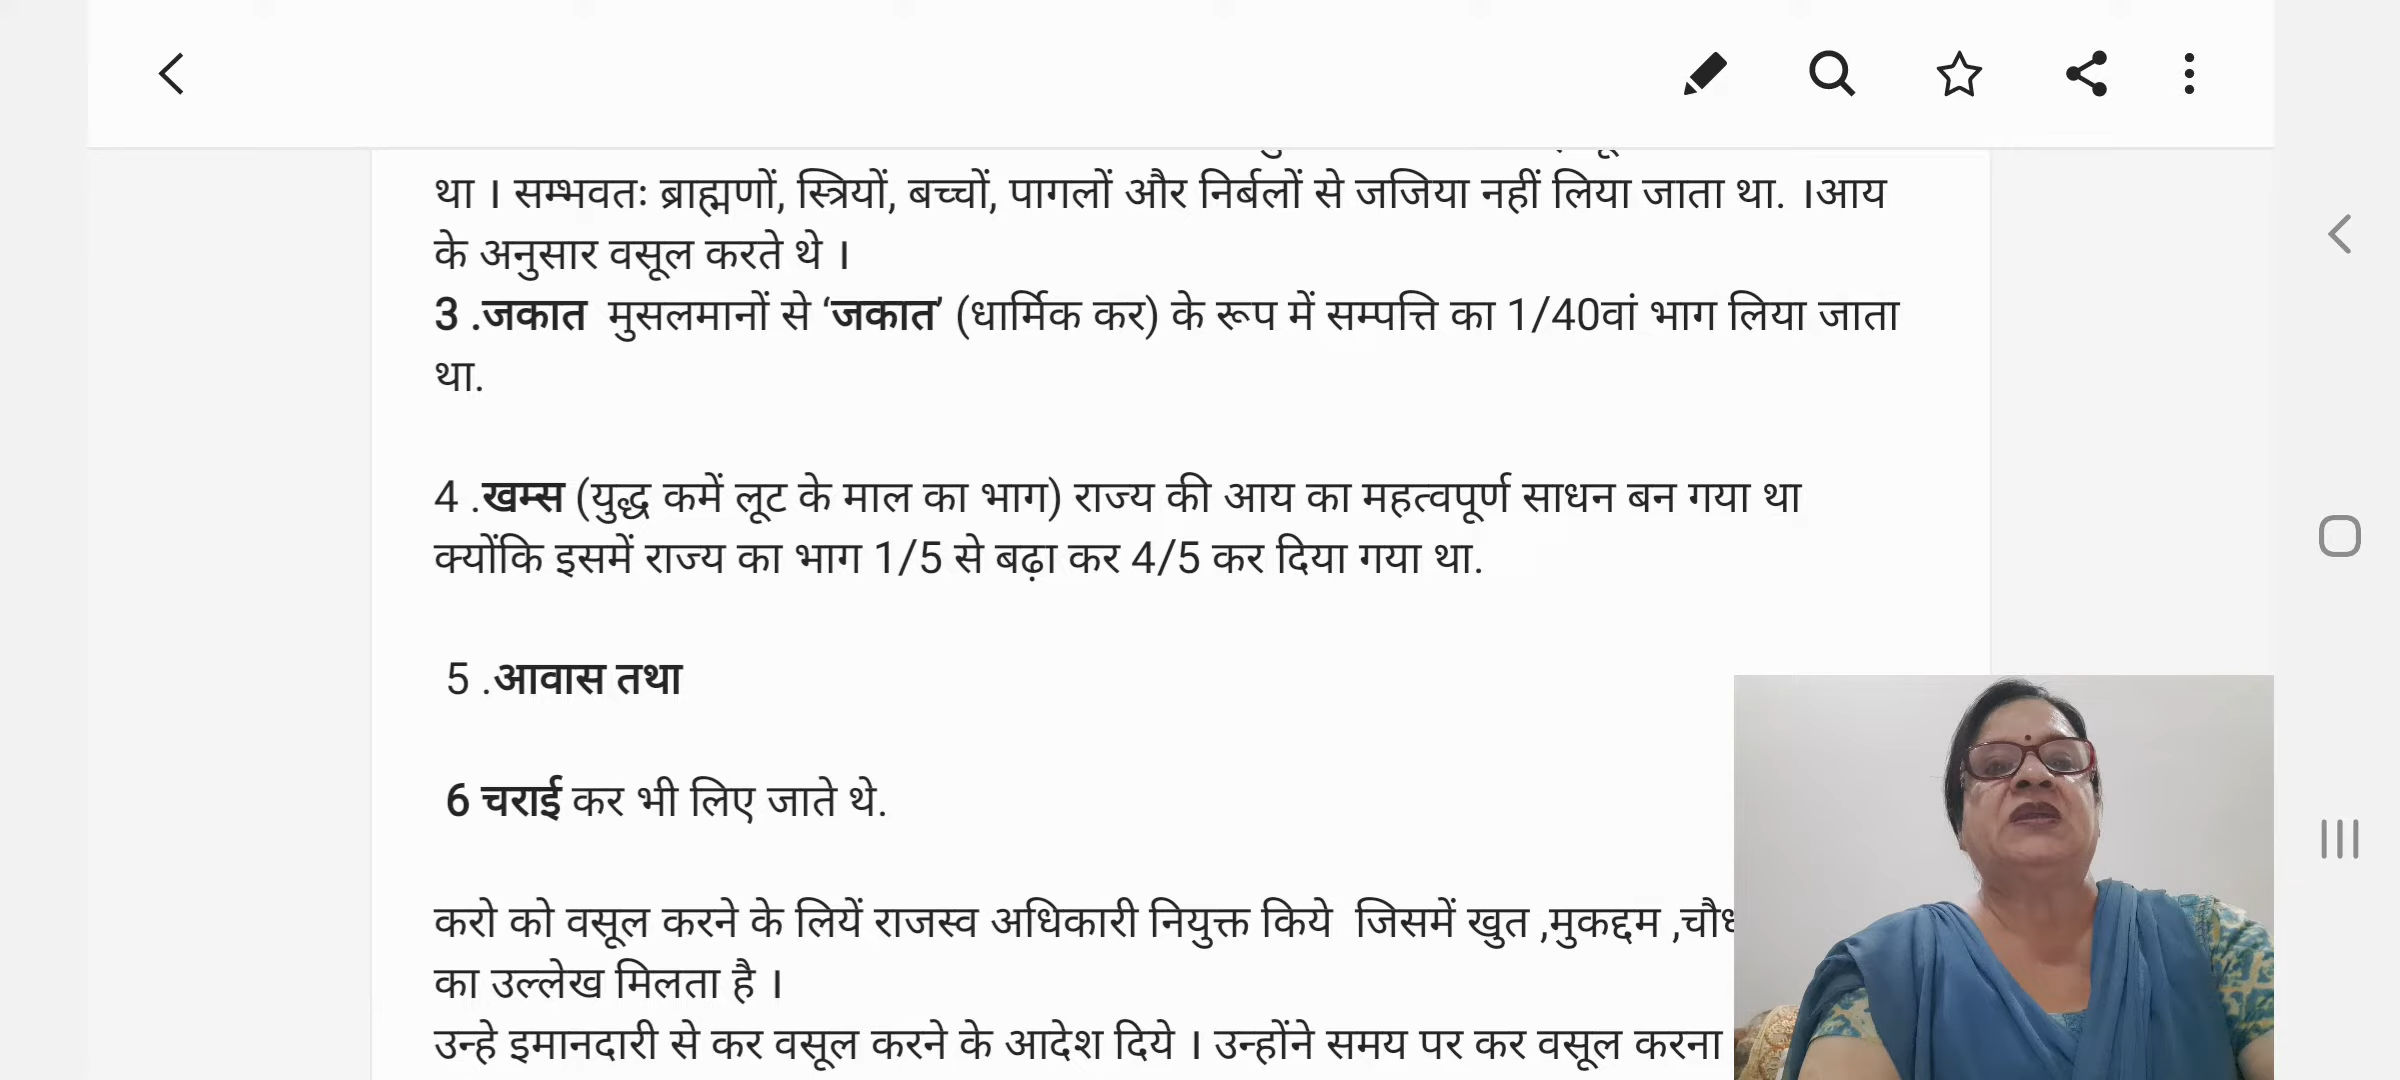 था । सम्भवतः ब्राह्मणों, स्त्रियों, बच्चों, पागलों और निर्बलों से जजिया नहीं लिया जाता था. ।आय
के अनुसार वसूल करते थे ।
3 .जकात मुसलमानों से ‘जकात’ (धार्मिक कर) के रूप में सम्पत्ति का 1/40वां भाग लिया जाता
था.
4 .खम्स (युद्ध कमें लूट के माल का भाग) राज्य की आय का महत्वपूर्ण साधन बन गया था
क्योंकि इसमें राज्य का भाग 1/5 से बढ़ा कर 4/5 कर दिया गया था.
5 .आवास तथा
6 चराई कर भी लिए जाते थे.
करो को वसूल करने के लियें राजस्व अधिकारी नियुक्त किये जिसमें खुत ,मुकद्दम ,
का उल्लेख मिलता है ।
उन्हे इमानदारी से कर वसूल करने के आदेश दिये । उन्होंने समय पर कर वसूल करना